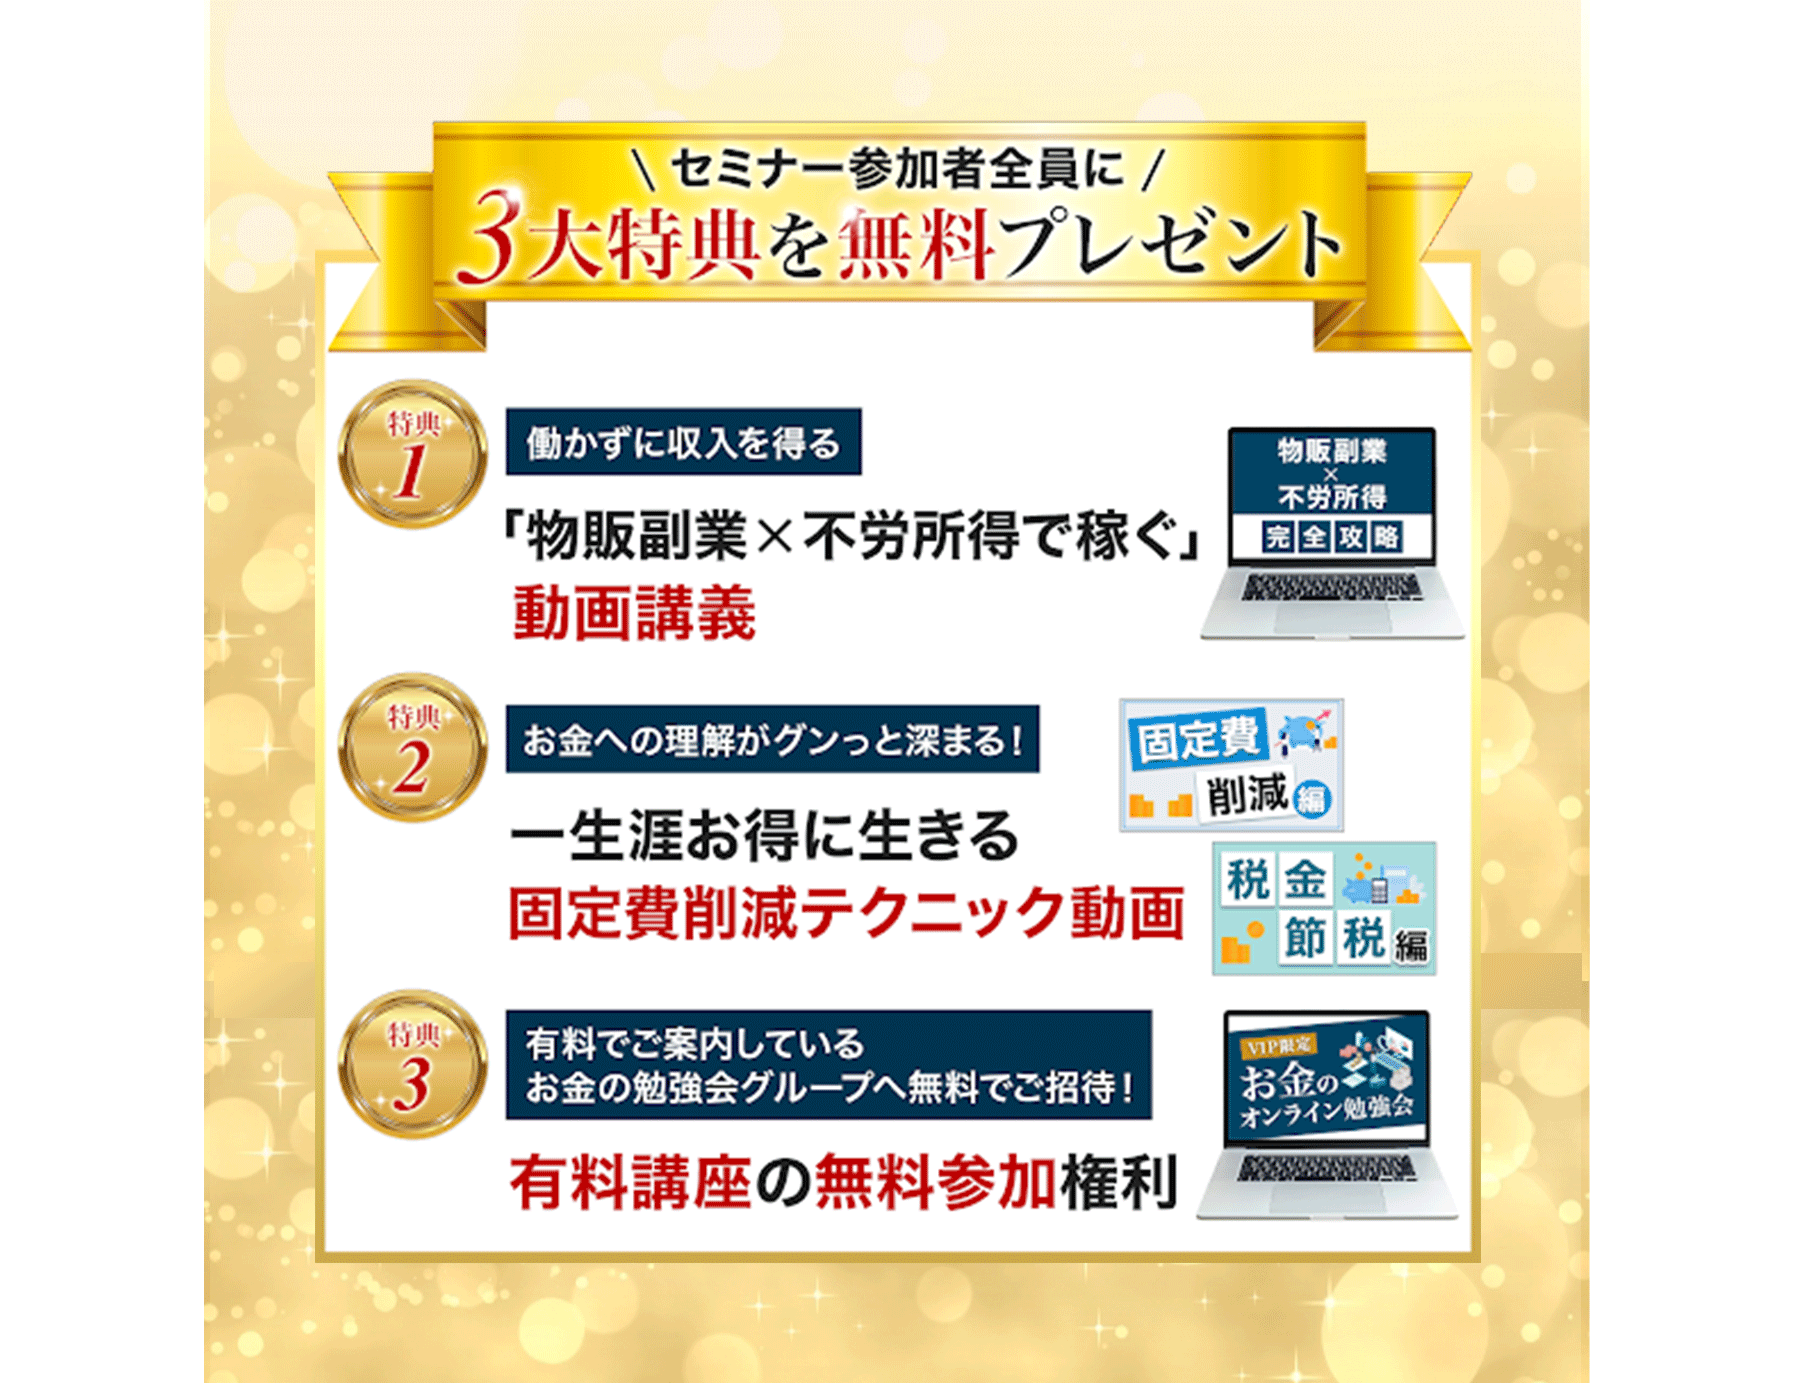 \ セミナー参加者全員に /
3大特典を無料プレゼント
特典
1
働かずに収入を得る
「物販副業×不労所得で稼ぐ」
動画講義
物販副業
×
不労所得
完全攻略
特典
2
お金への理解がグンっと深まる！
一生涯お得に生きる
固定費削減テクニック動画
固定費
削減編
税金
節税編
特典
3
有料でご案内している
お金の勉強会グループへ無料でご招待！
有料講座の無料参加権利
VIP限定
お金の
オンライン勉強会